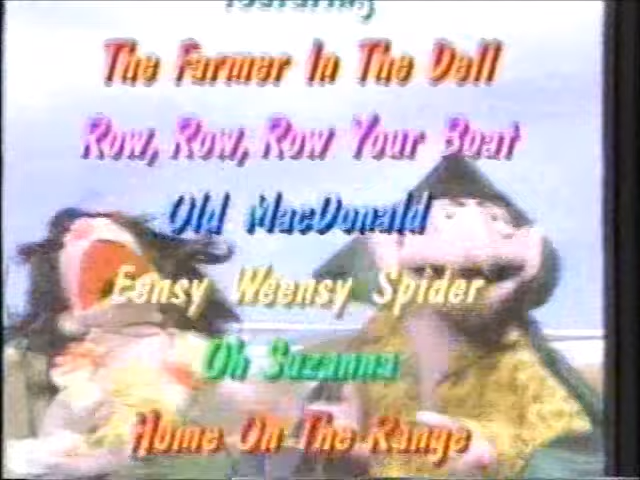 Featuring
The Farmer In The Dell
Row, Row, Row Your Boat
Old MacDonald
Eensy Weensy Spider
Oh Suzanna
Home On The Range